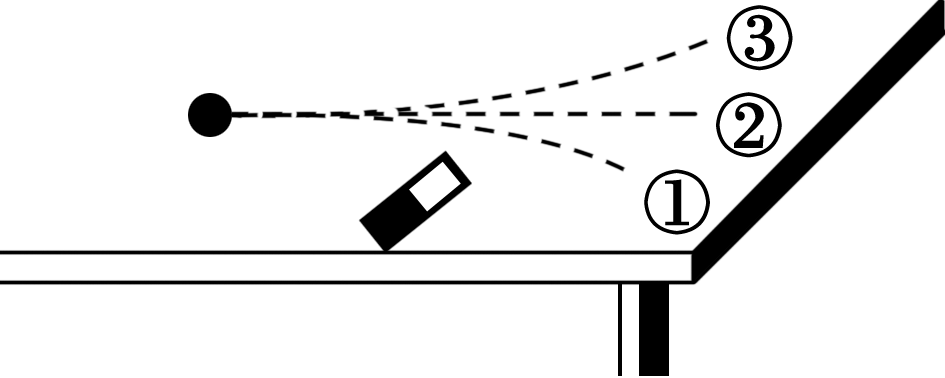 ③
②
①